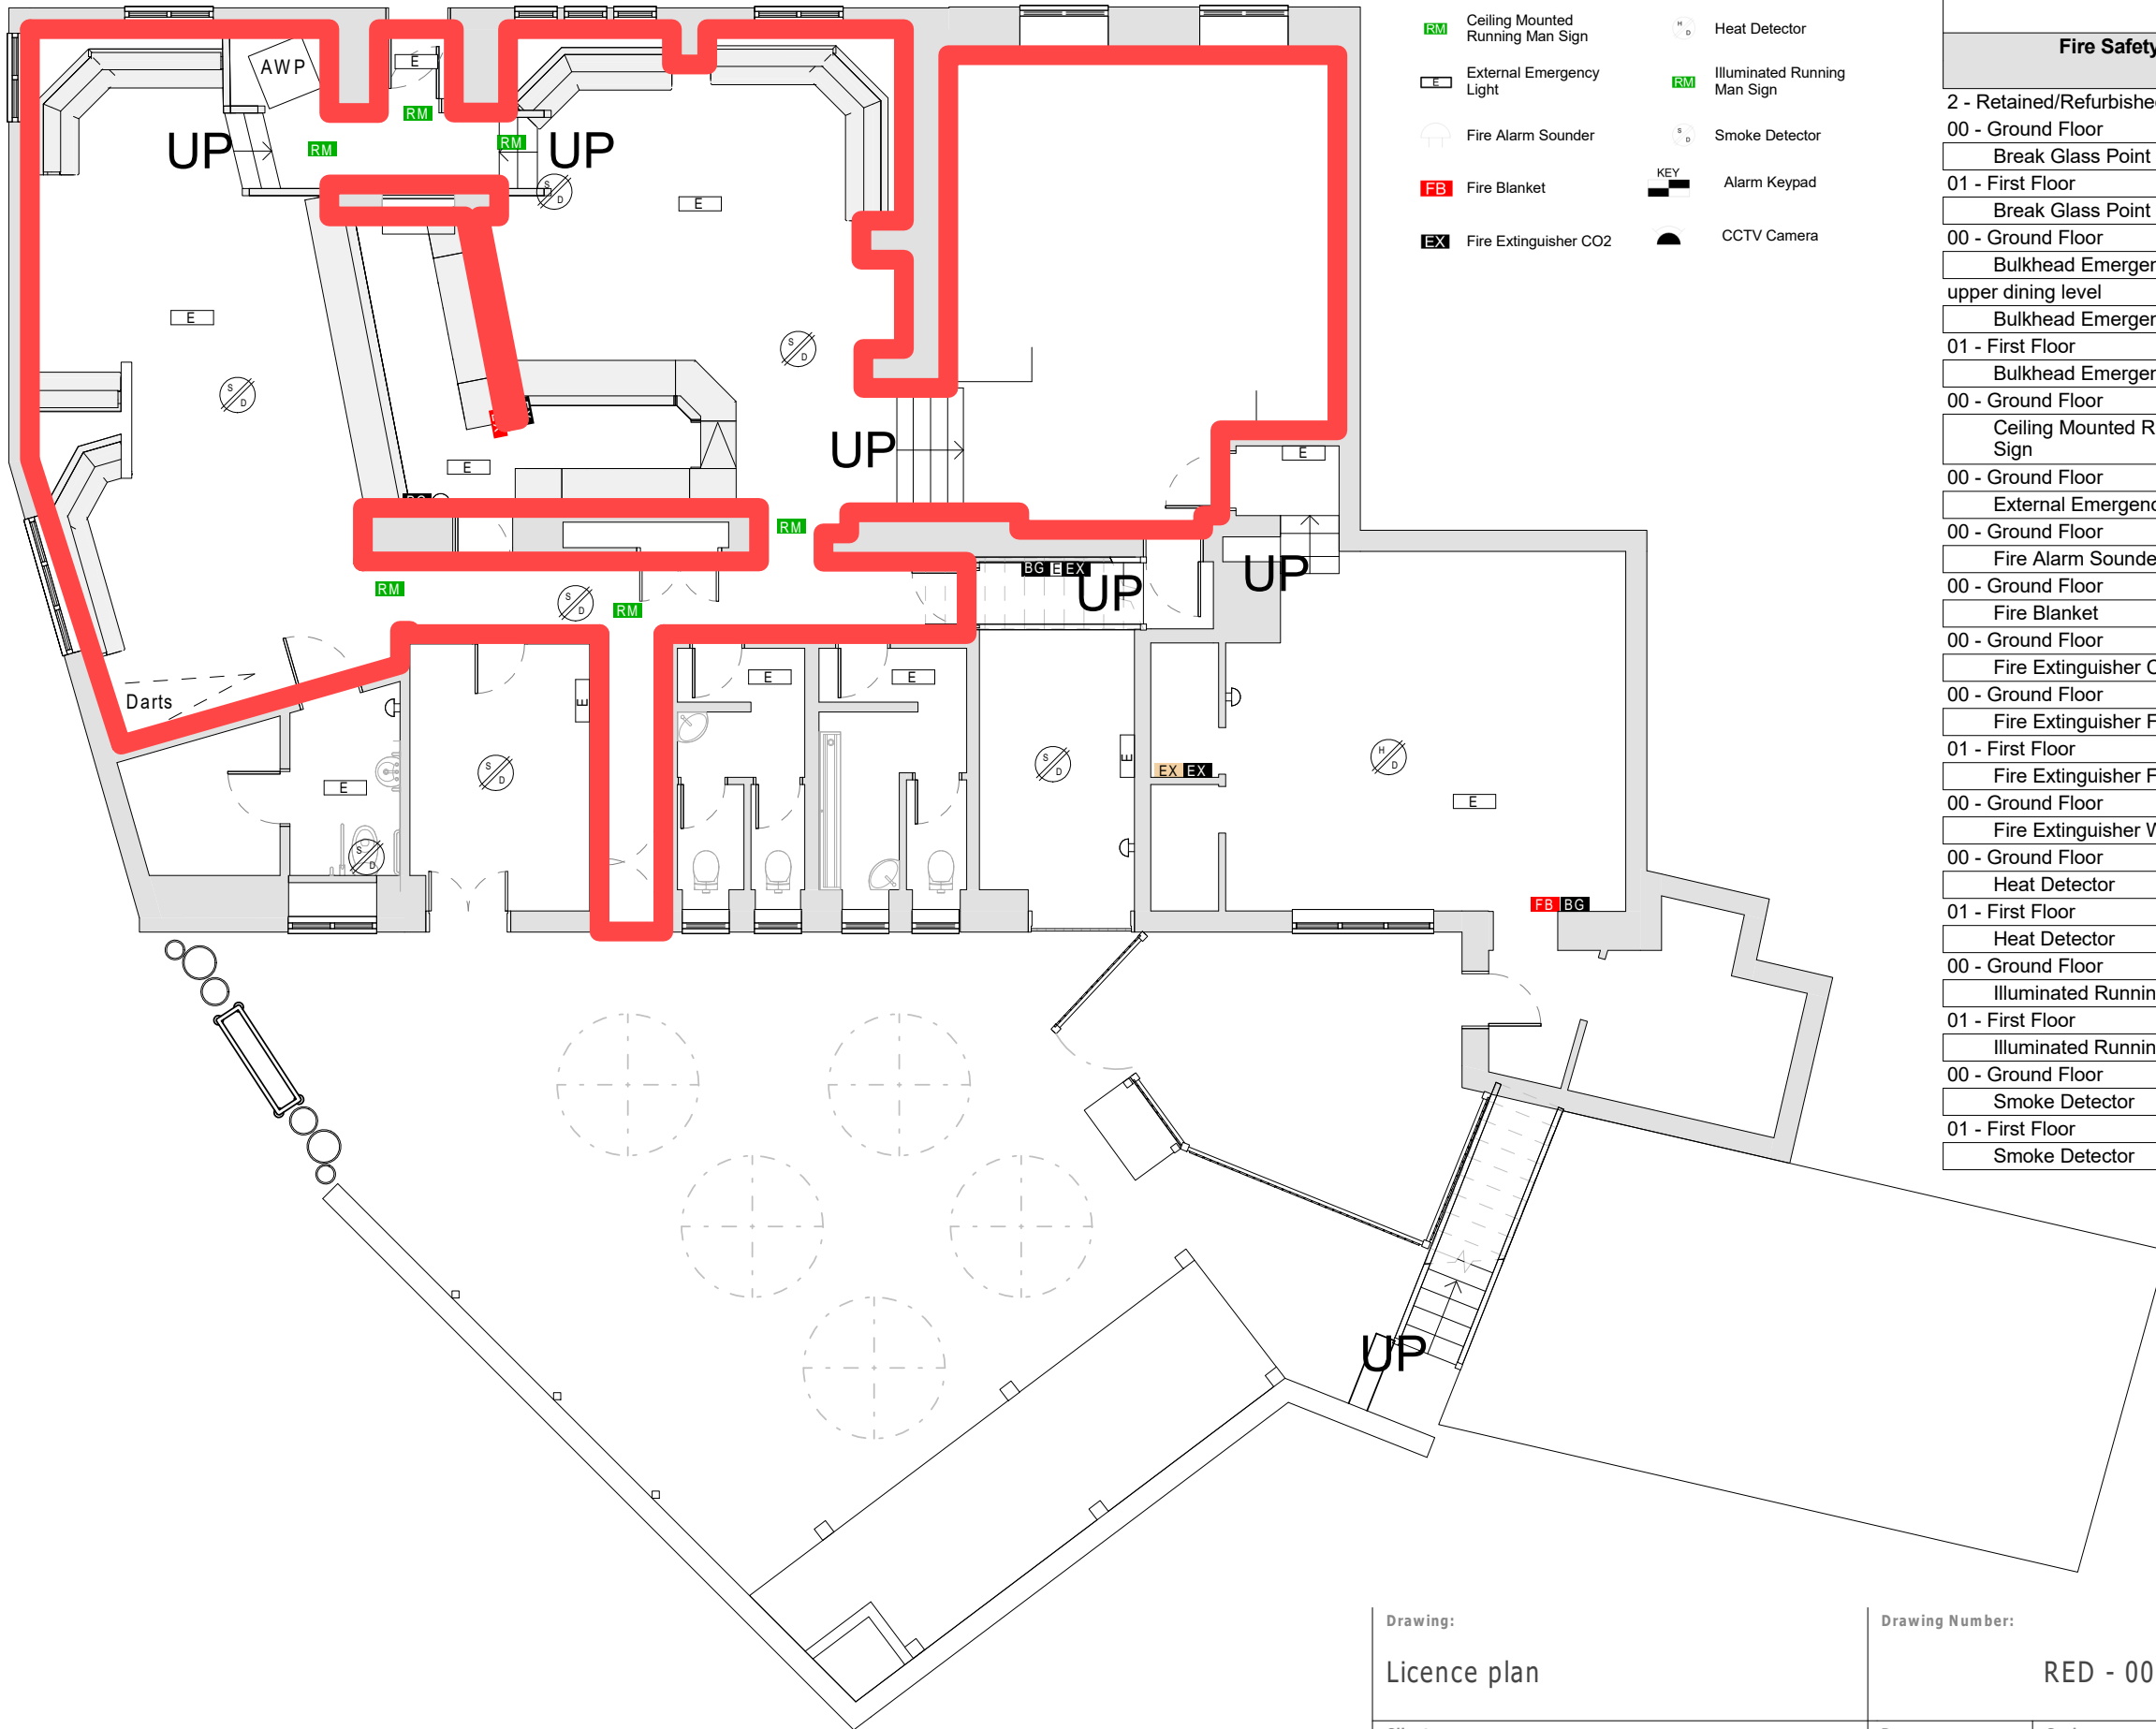 RM
Ceiling Mounted
Running Man Sign
H
D
Heat Detector
E
External Emergency
Light
RM
Illuminated Running
Man Sign
Fire Alarm Sounder
S
D
Smoke Detector
FB
Fire Blanket
KEY
Alarm Keypad
EX
Fire Extinguisher CO2
CCTV Camera
Fire Safety
2 - Retained/Refurbished
00 - Ground Floor
Break Glass Point
01 - First Floor
Break Glass Point
00 - Ground Floor
Bulkhead Emergen
upper dining level
Bulkhead Emergen
01 - First Floor
Bulkhead Emergen
00 - Ground Floor
Ceiling Mounted R
Sign
00 - Ground Floor
External Emergenc
00 - Ground Floor
Fire Alarm Sounde
00 - Ground Floor
Fire Blanket
00 - Ground Floor
Fire Extinguisher C
00 - Ground Floor
Fire Extinguisher F
01 - First Floor
Fire Extinguisher F
00 - Ground Floor
Fire Extinguisher W
00 - Ground Floor
Heat Detector
01 - First Floor
Heat Detector
00 - Ground Floor
Illuminated Runnin
01 - First Floor
Illuminated Runnin
00 - Ground Floor
Smoke Detector
01 - First Floor
Smoke Detector
AWP
E
RM
UP
RM
RM
UP
S
D
E
E
S
D
S
D
UP
E
E
RM
RM
S
D
RM
BG E EX
UP
UP
Darts
E
E
E
S
D
E
S
D
E
S
D
EX EX
H
D
E
FB BG
UP
Drawing:
Licence plan
Drawing Number:
RED - 00